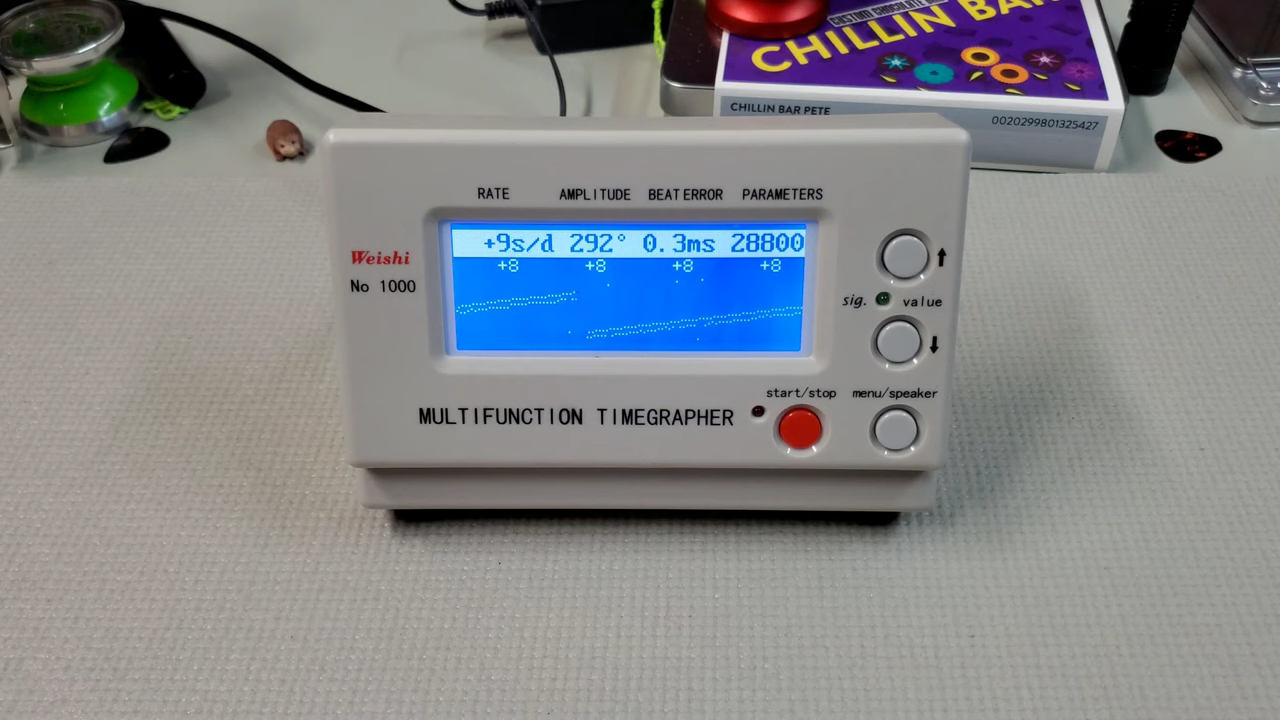 CHILLIN BAR
CHILLIN BAR PETE
0020299801325427
RATE AMPLITUDE BEAT ERROR PARAMETERS
+9s/d 292° 0.3ms 28800
+8 +8 +8 +8
Weishi
No 1000
sig. value
start/stop menu/speaker
MULTIFUNCTION TIMEGRAPHER